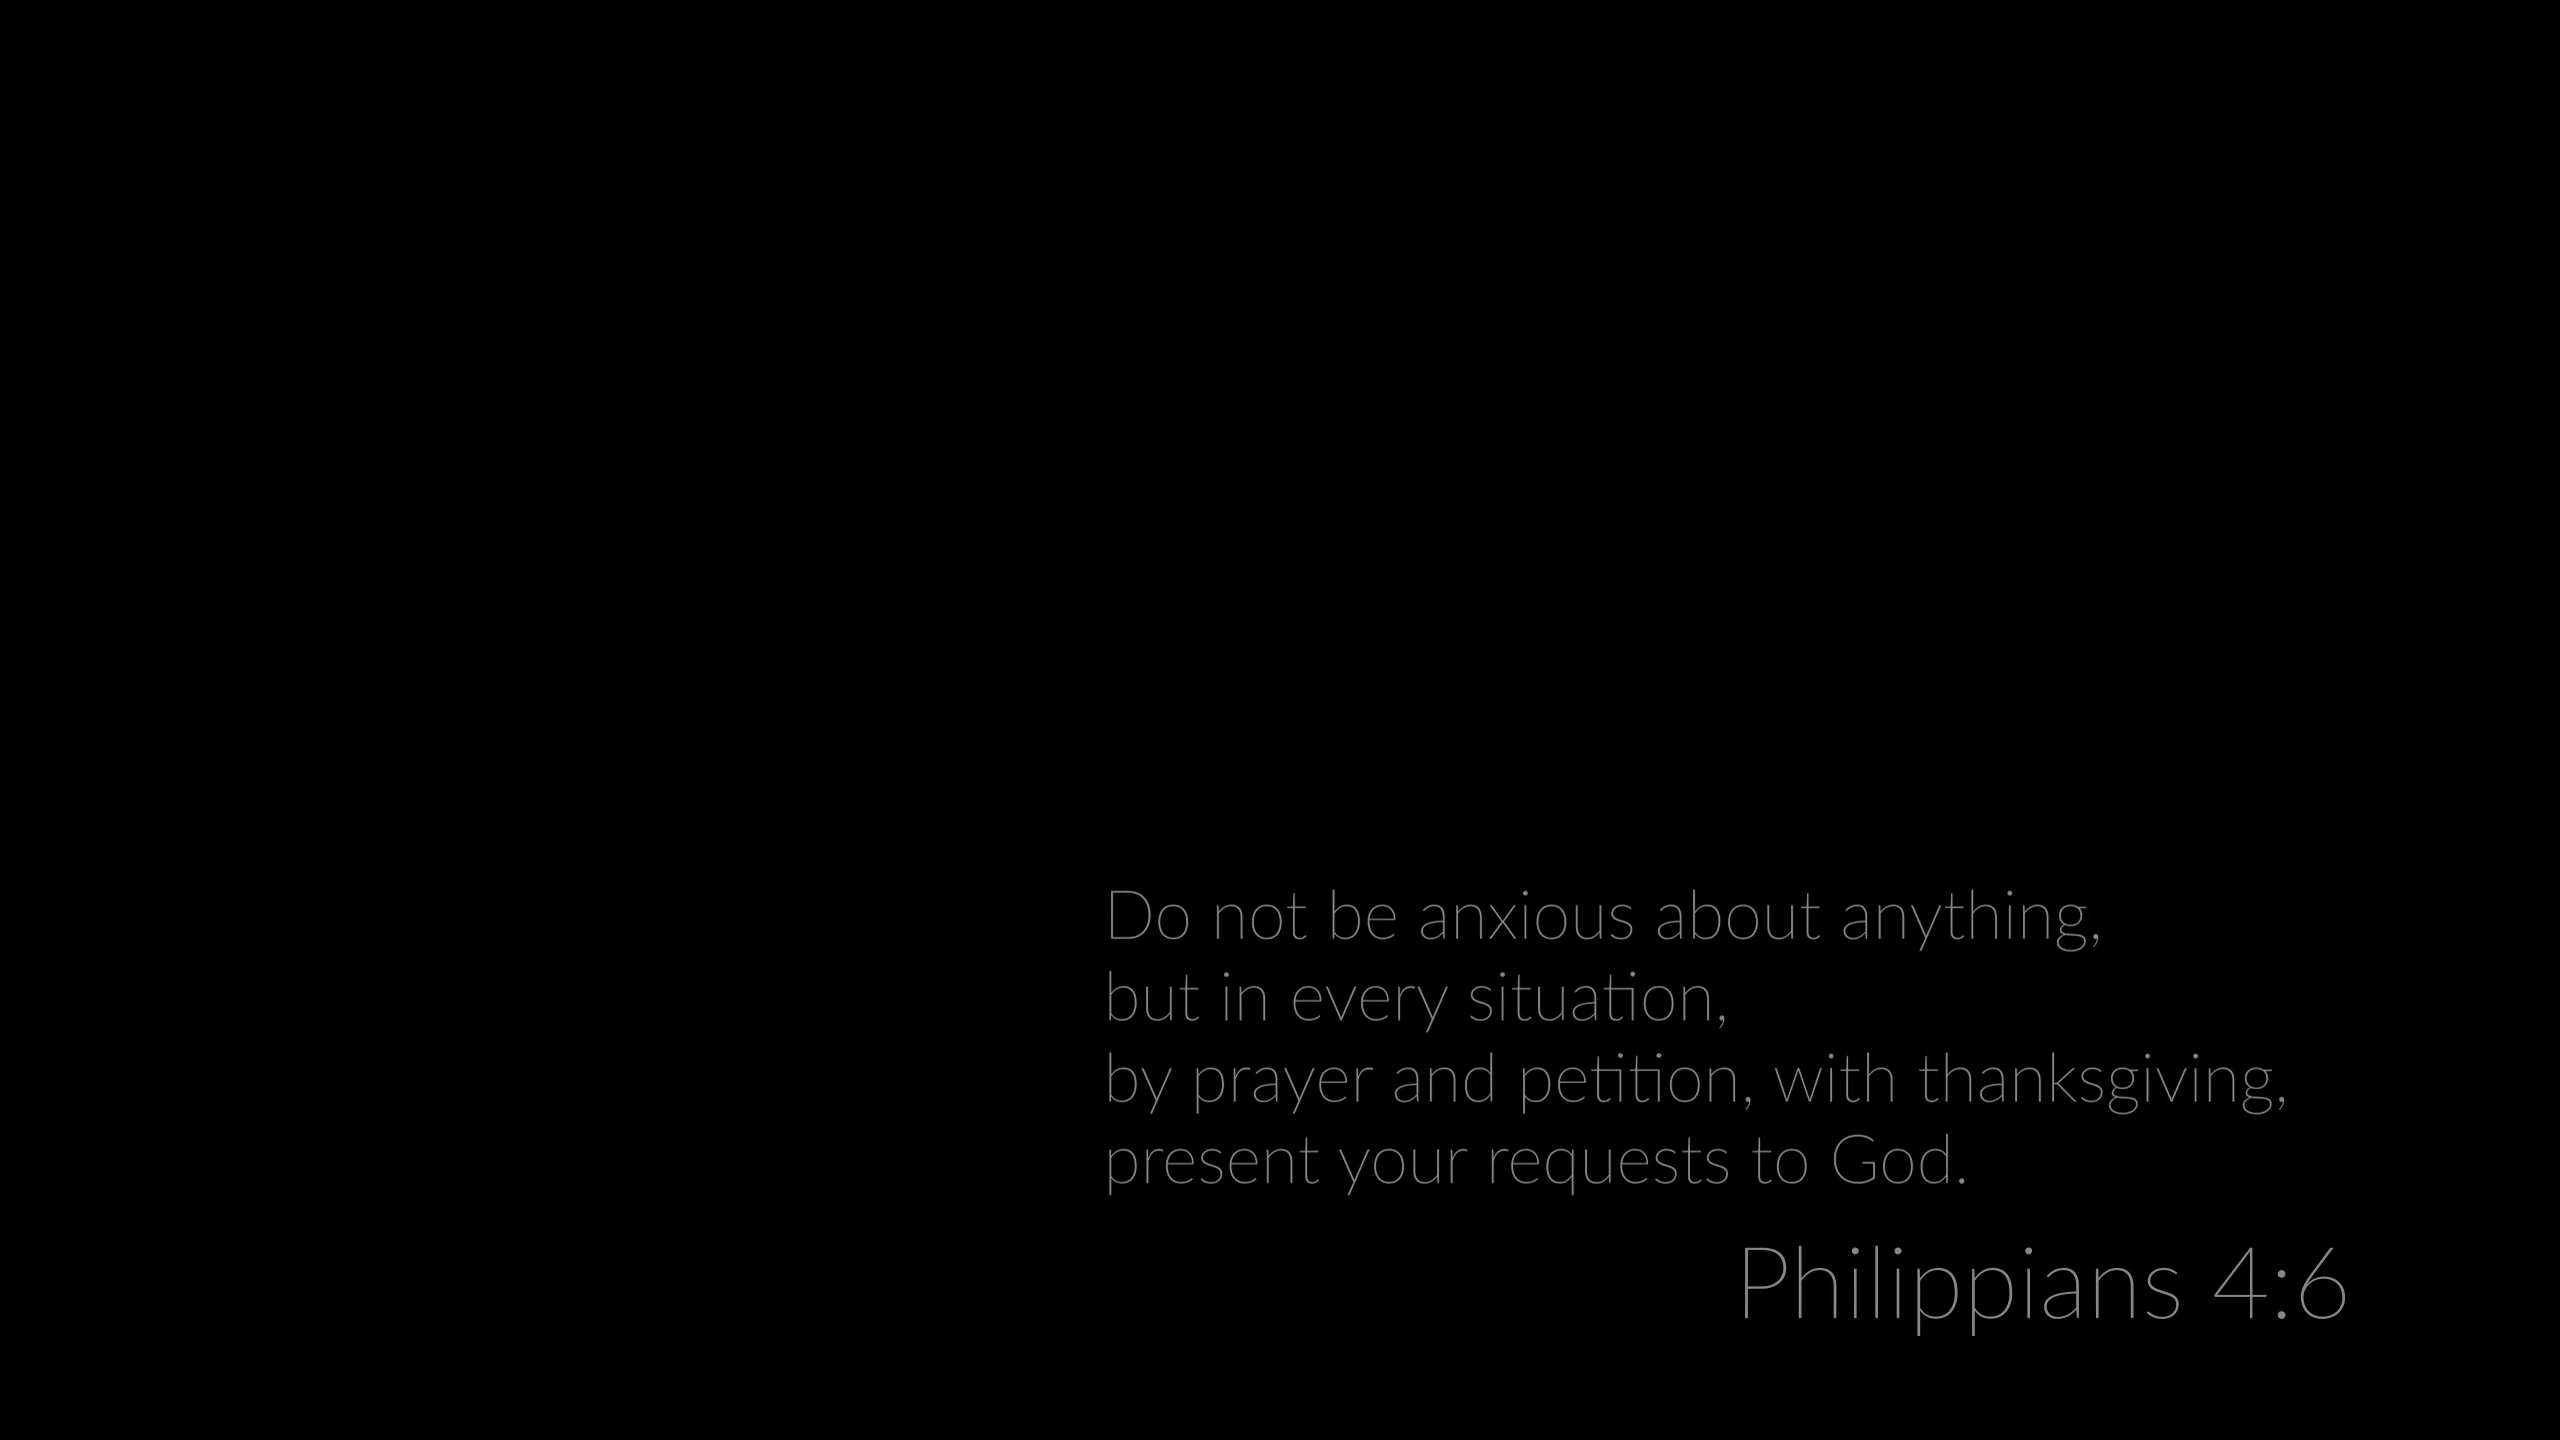 Do not be anxious about anything,
but in every situation,
by prayer and petition, with thanksgiving,
present your requests to God.
Philippians 4:6